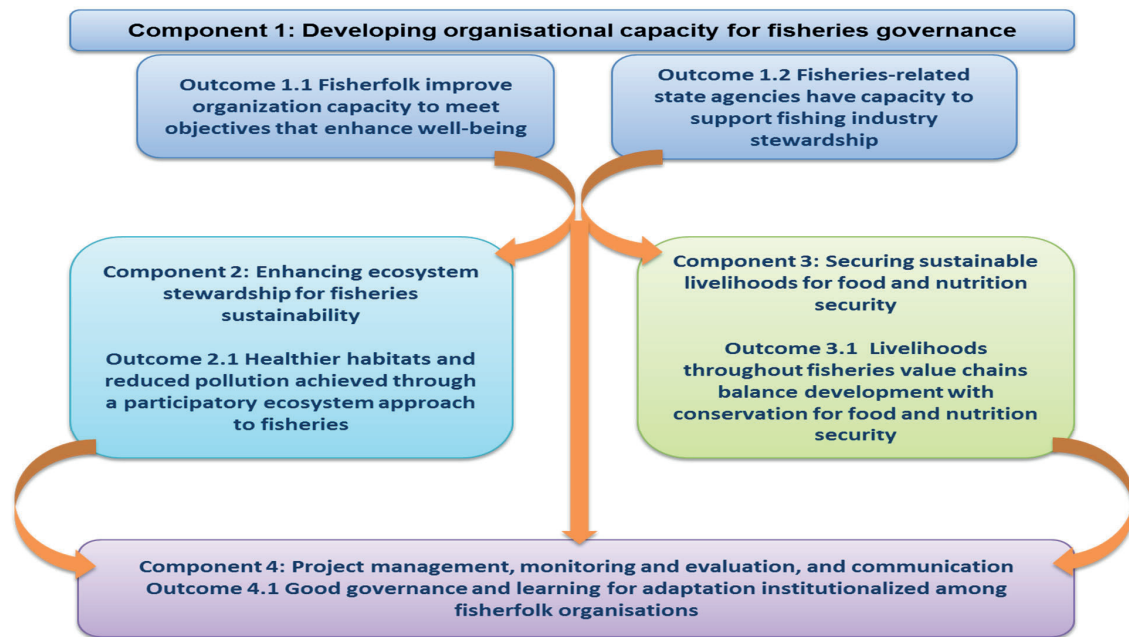 Component 1: Developing organisational capacity for fisheries governance
Outcome 1.1 Fisherfolk improve
organization capacity to meet
objectives that enhance well-being
Outcome 1.2 Fisheries-related
state agencies have capacity to
support fishing industry
stewardship
Component 2: Enhancing ecosystem
stewardship for fisheries
sustainability
Outcome 2.1 Healthier habitats and
reduced pollution achieved through
a participatory ecosystem approach
to fisheries
Component 3: Securing sustainable
livelihoods for food and nutrition
security
Outcome 3.1 Livelihoods
throughout fisheries value chains
balance development with
conservation for food and nutrition
security
Component 4: Project management, monitoring and evaluation, and communication
Outcome 4.1 Good governance and learning for adaptation institutionalized among
fisherfolk organisations